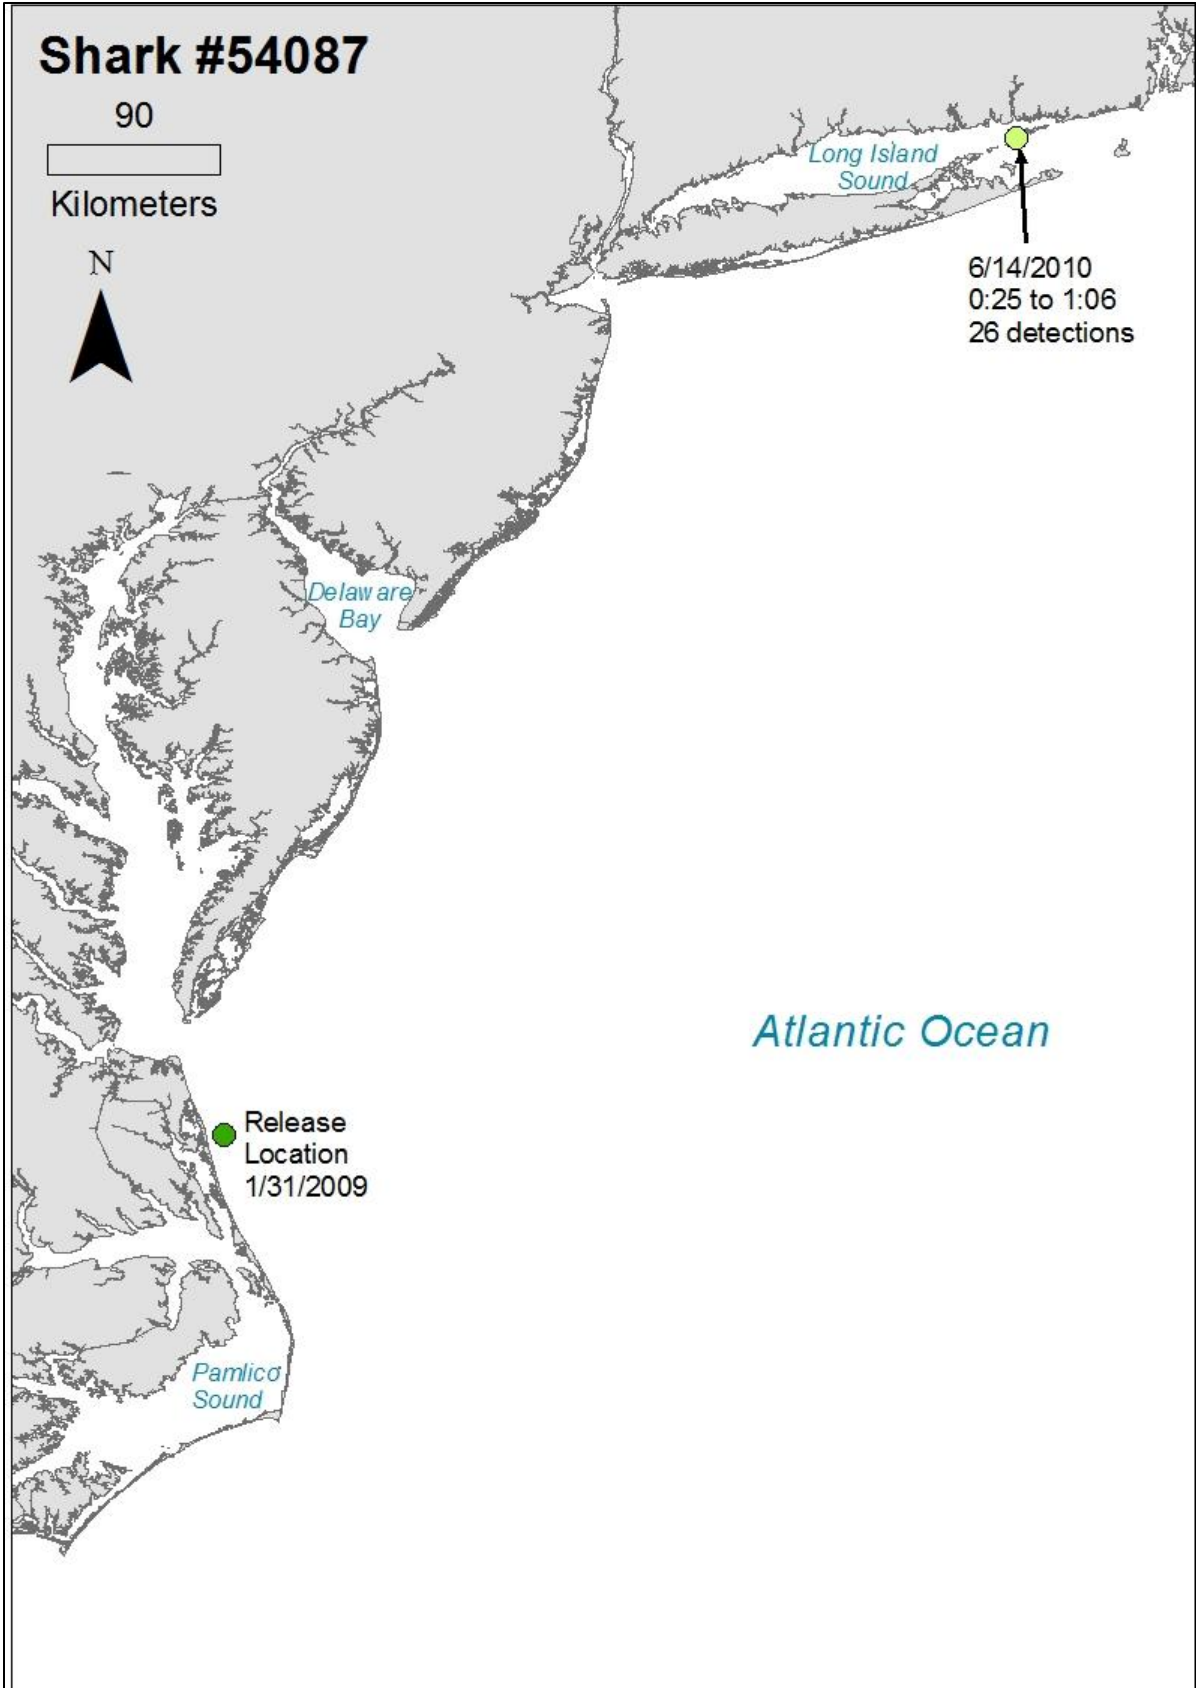 Shark #54087
90
Kilometers
N
Long Island
Sound
6/14/2010
0:25 to 1:06
26 detections
Delaware
Bay
Atlantic Ocean
Release
Location
1/31/2009
Pamlico
Sound